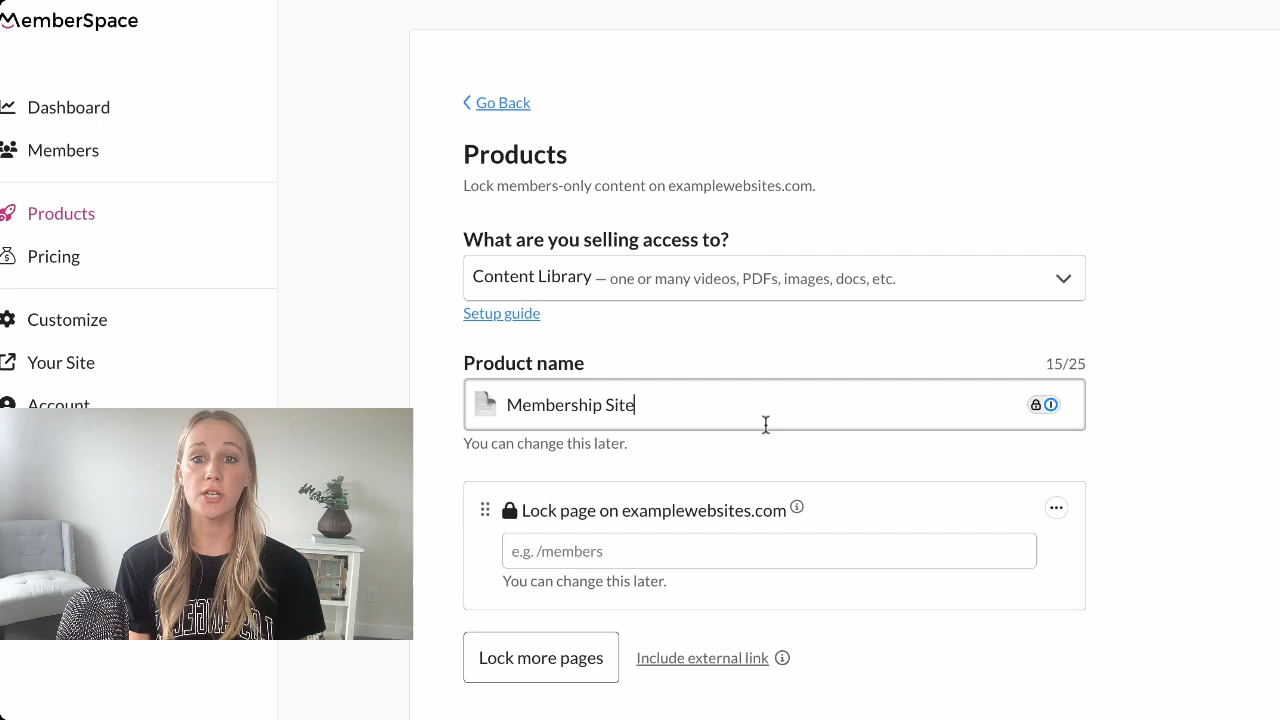 MemberSpace
Dashboard
Members
Products
Pricing
Customize
Your Site
Account
Go Back
Products
Lock members-only content on examplewebsites.com.
What are you selling access to?
Content Library — one or many videos, PDFs, images, docs, etc.
Setup guide
Product name 15/25
Membership Site
You can change this later.
Lock page on examplewebsites.com
e.g. /members
You can change this later.
Lock more pages Include external link